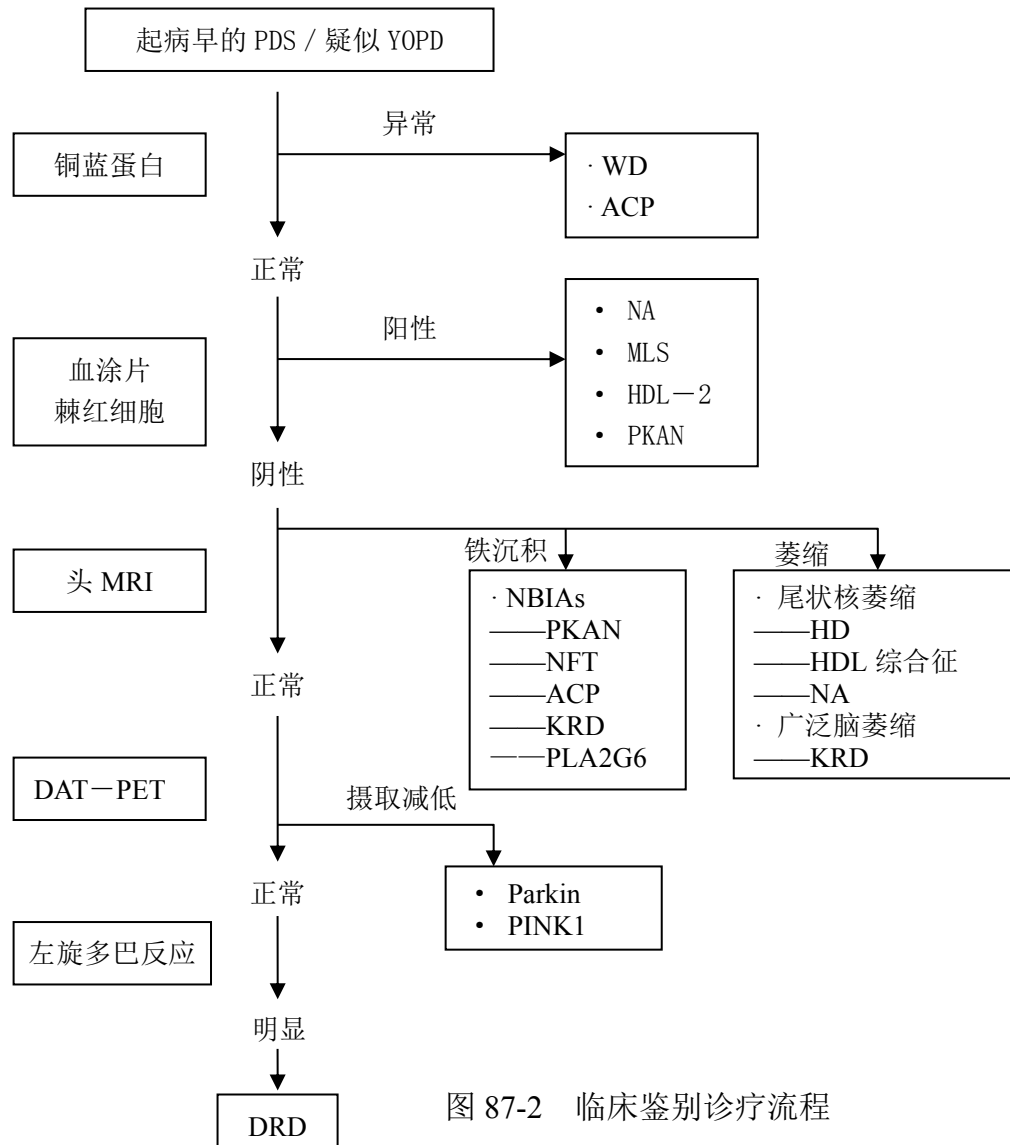 起病早的 PDS / 疑似 YOPD
异常
铜蓝蛋白
· WD
· ACP
正常
阳性
血涂片
棘红细胞
• NA
• MLS
• HDL－2
• PKAN
阴性
铁沉积
萎缩
头 MRI
· NBIAs
——PKAN
——NFT
——ACP
——KRD
——PLA2G6
· 尾状核萎缩
——HD
——HDL 综合征
——NA
· 广泛脑萎缩
——KRD
正常
DAT－PET
摄取减低
正常
• Parkin
• PINK1
左旋多巴反应
明显
DRD
图 87-2 临床鉴别诊疗流程